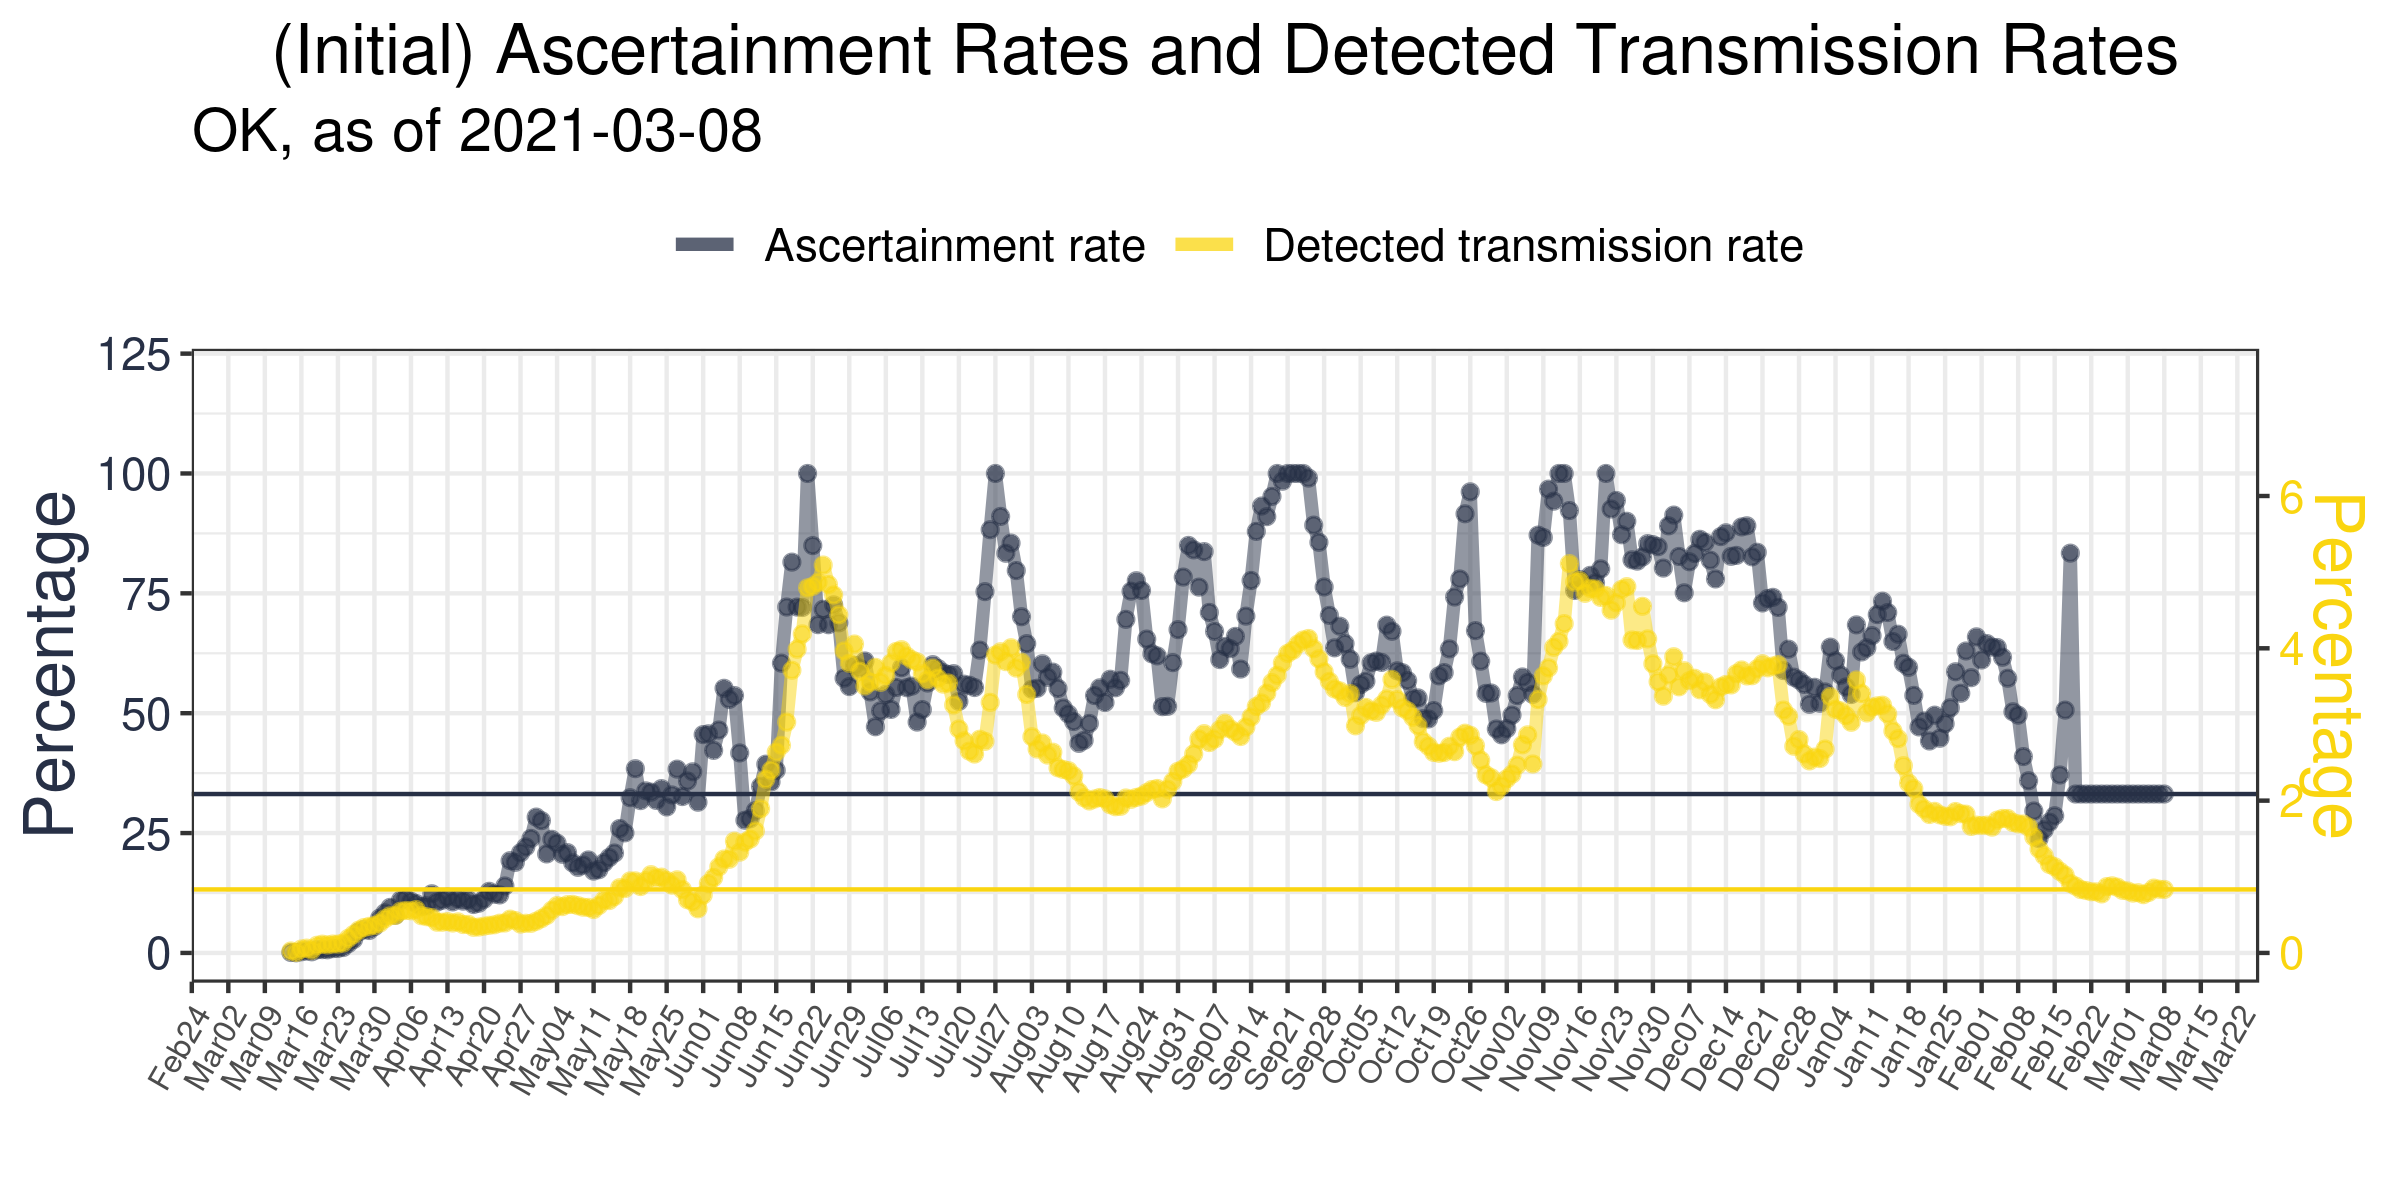 (Initial) Ascertainment Rates and Detected Transmission Rates
OK, as of 2021-03-08
Ascertainment rate
Detected transmission rate
Percentage
125
100
75
50
25
0
6
4
2
0
Percentage
Feb24
Mar02
Mar09
Mar16
Mar23
Mar30
Apr06
Apr13
Apr20
Apr27
May04
May11
May18
May25
Jun01
Jun08
Jun15
Jun22
Jun29
Jul06
Jul13
Jul20
Jul27
Aug03
Aug10
Aug17
Aug24
Aug31
Sep07
Sep14
Sep21
Sep28
Oct05
Oct12
Oct19
Oct26
Nov02
Nov09
Nov16
Nov23
Nov30
Dec07
Dec14
Dec21
Dec28
Jan04
Jan11
Jan18
Jan25
Feb01
Feb08
Feb15
Feb22
Mar01
Mar08
Mar15
Mar22